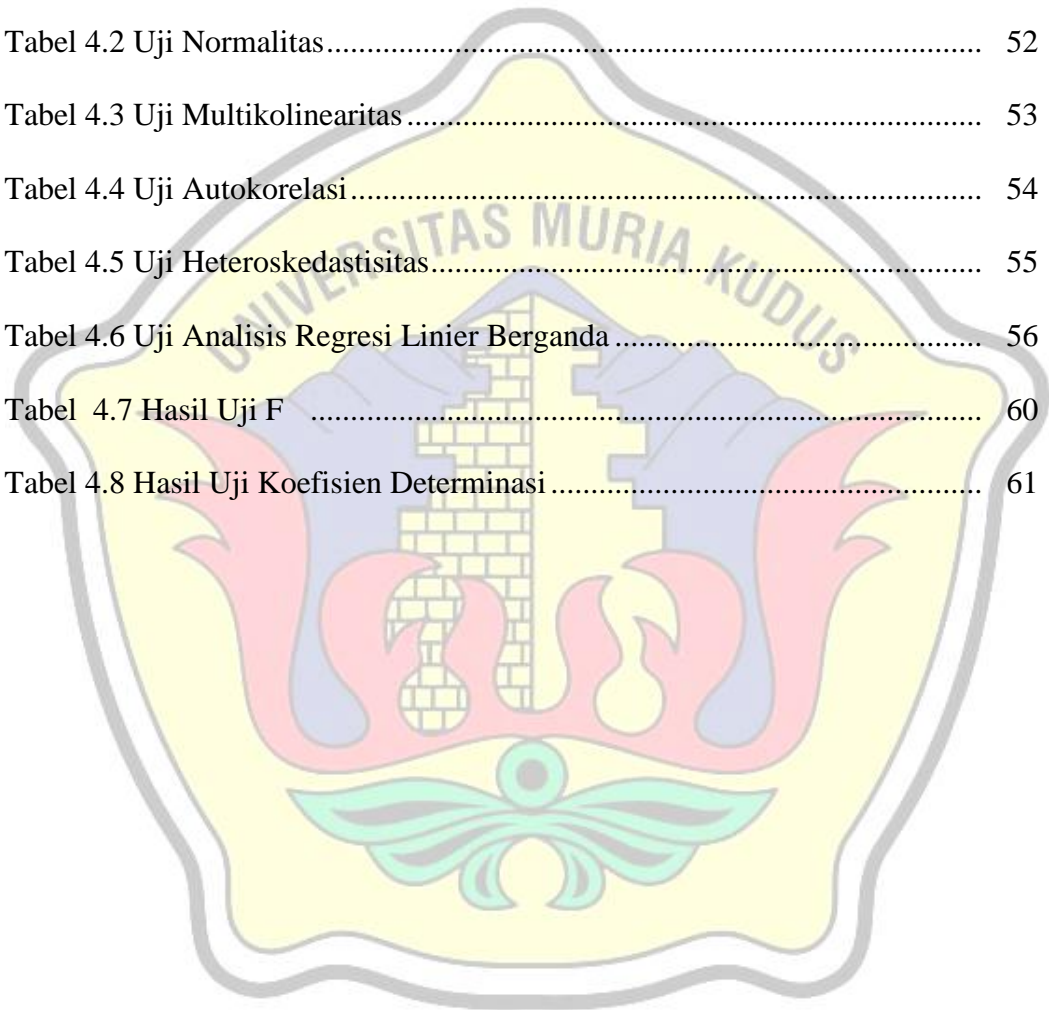 Tabel 4.2 Uji Normalitas.................................................................................. 52
Tabel 4.3 Uji Multikolinearitas........................................................................ 53
Tabel 4.4 Uji Autokorelasi............................................................................... 54
UNIVERSITAS MURIA KUDUS
Tabel 4.5 Uji Heteroskedastisitas..................................................................... 55
Tabel 4.6 Uji Analisis Regresi Linier Berganda.............................................. 56
Tabel  4.7 Hasil Uji F  .................................................................................... 60
Tabel 4.8 Hasil Uji Koefisien Determinasi...................................................... 61